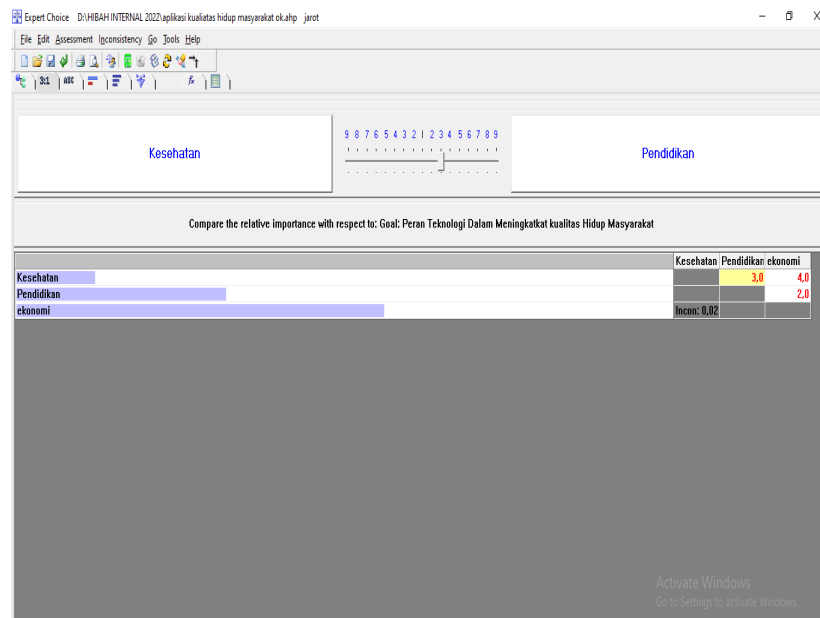 Expert Choice D:\HIBAH INTERNAL 2022\aplikasi kualiatas hidup masyarakat ok.ahp jarot
File Edit Assessment Inconsistency Go Tools Help
3:1 ABC fx
9 8 7 6 5 4 3 2 1 2 3 4 5 6 7 8 9
Kesehatan Pendidikan
Compare the relative importance with respect to: Goal: Peran Teknologi Dalam Meningkatkat kualitas Hidup Masyarakat
Kesehatan Pendidikan ekonomi
Kesehatan 3,0 4,0
Pendidikan 2,0
ekonomi Incon: 0,02
Activate Windows
Go to Settings to activate Windows.